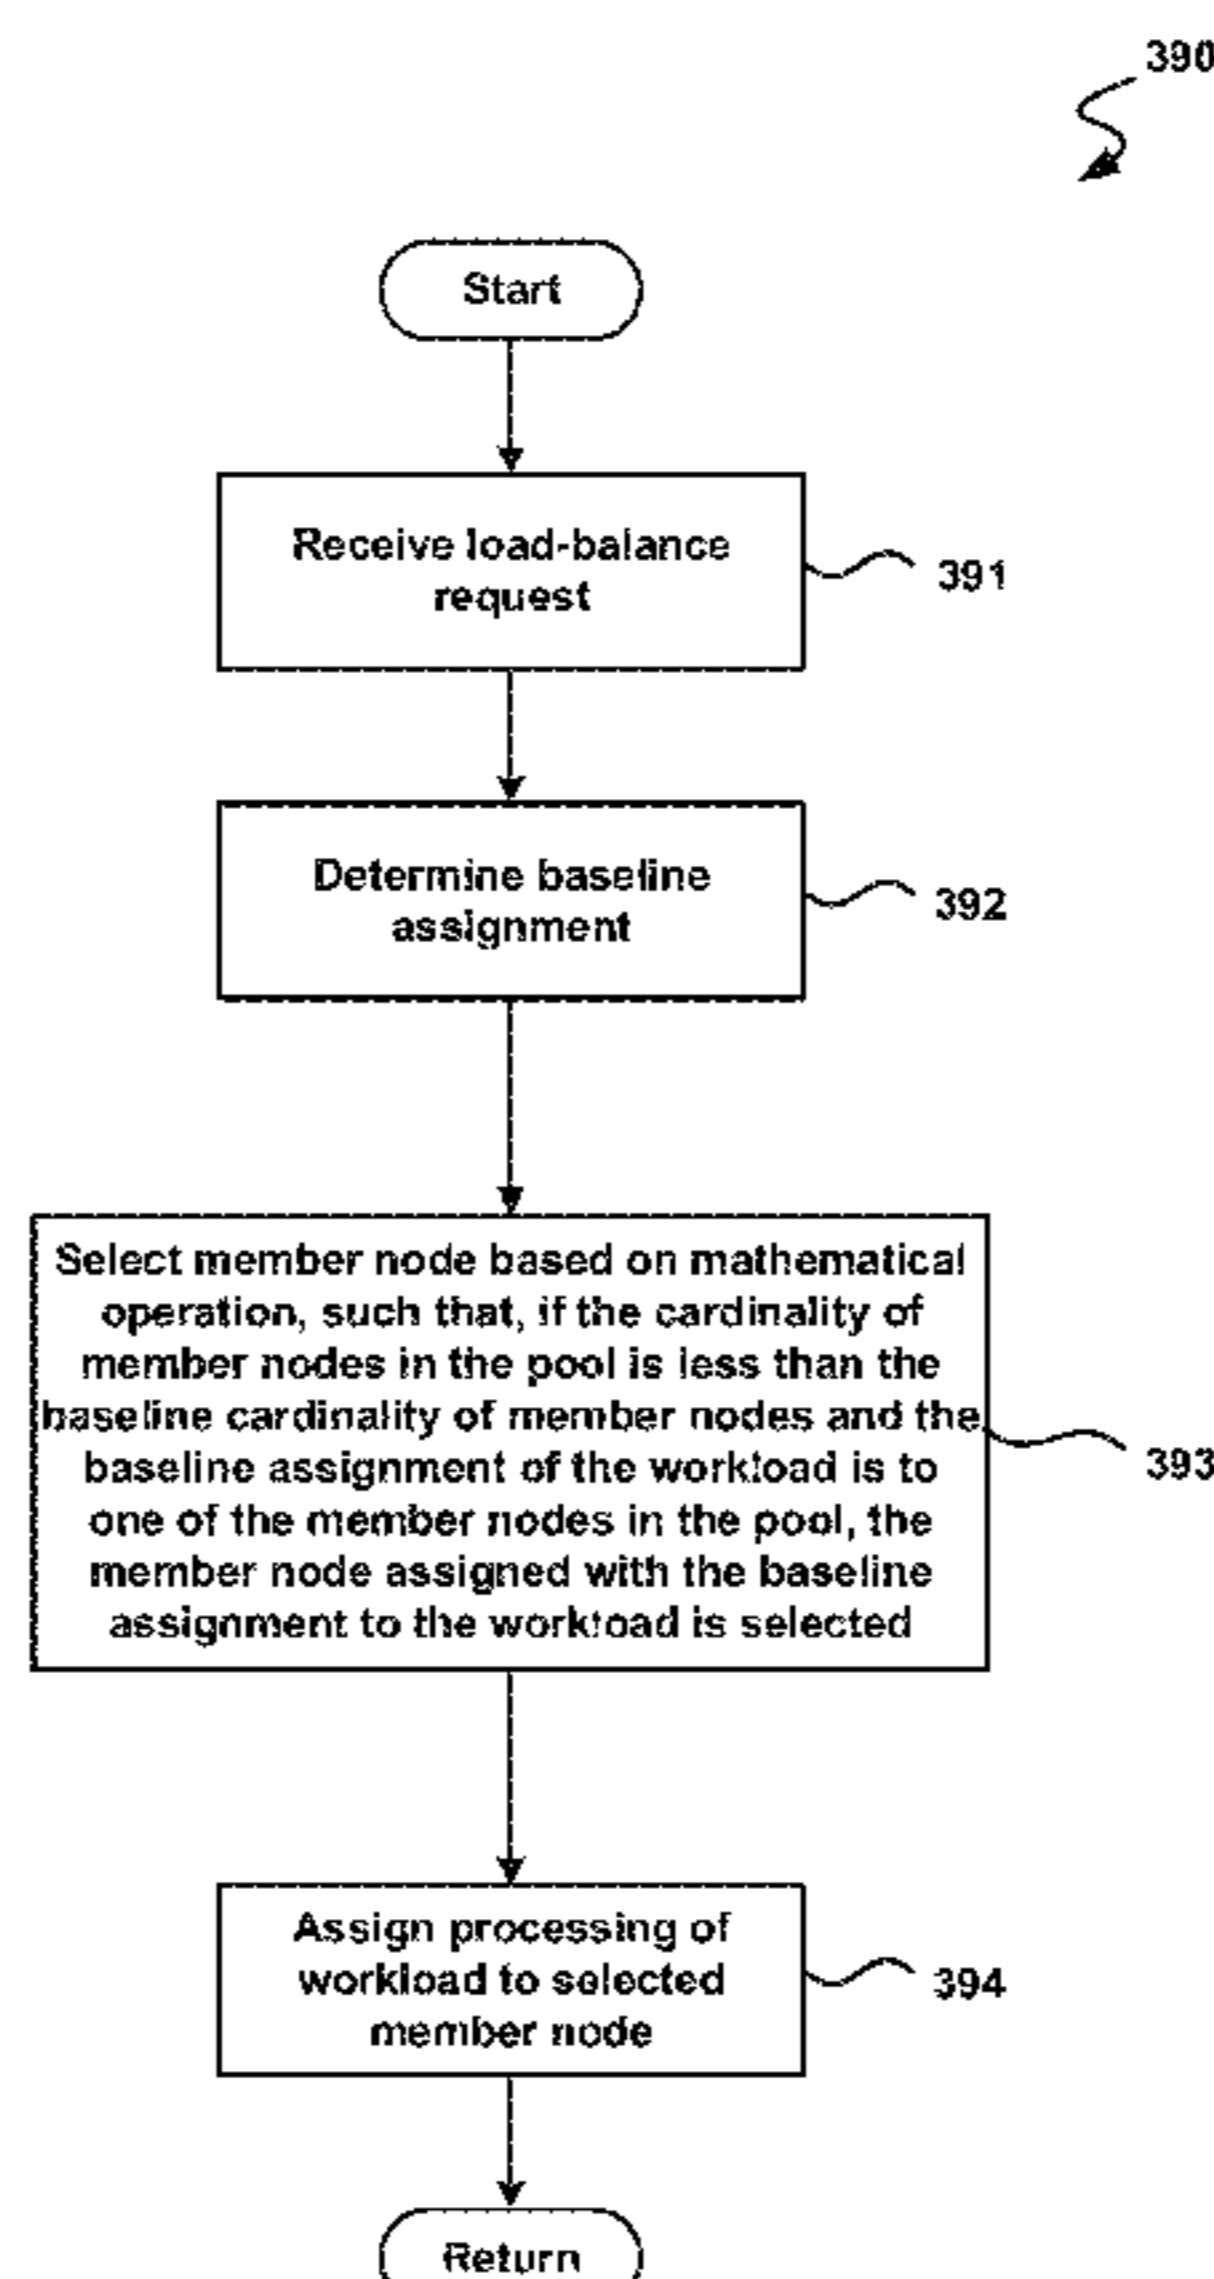 390
Start
Receive load-balance
request
391
Determine baseline
assignment
392
Select member node based on mathematical
operation, such that, if the cardinality of
member nodes in the pool is less than the
baseline cardinality of member nodes and the
baseline assignment of the workload is to
one of the member nodes in the pool, the
member node assigned with the baseline
assignment to the workload is selected
393
Assign processing of
workload to selected
member node
394
Return